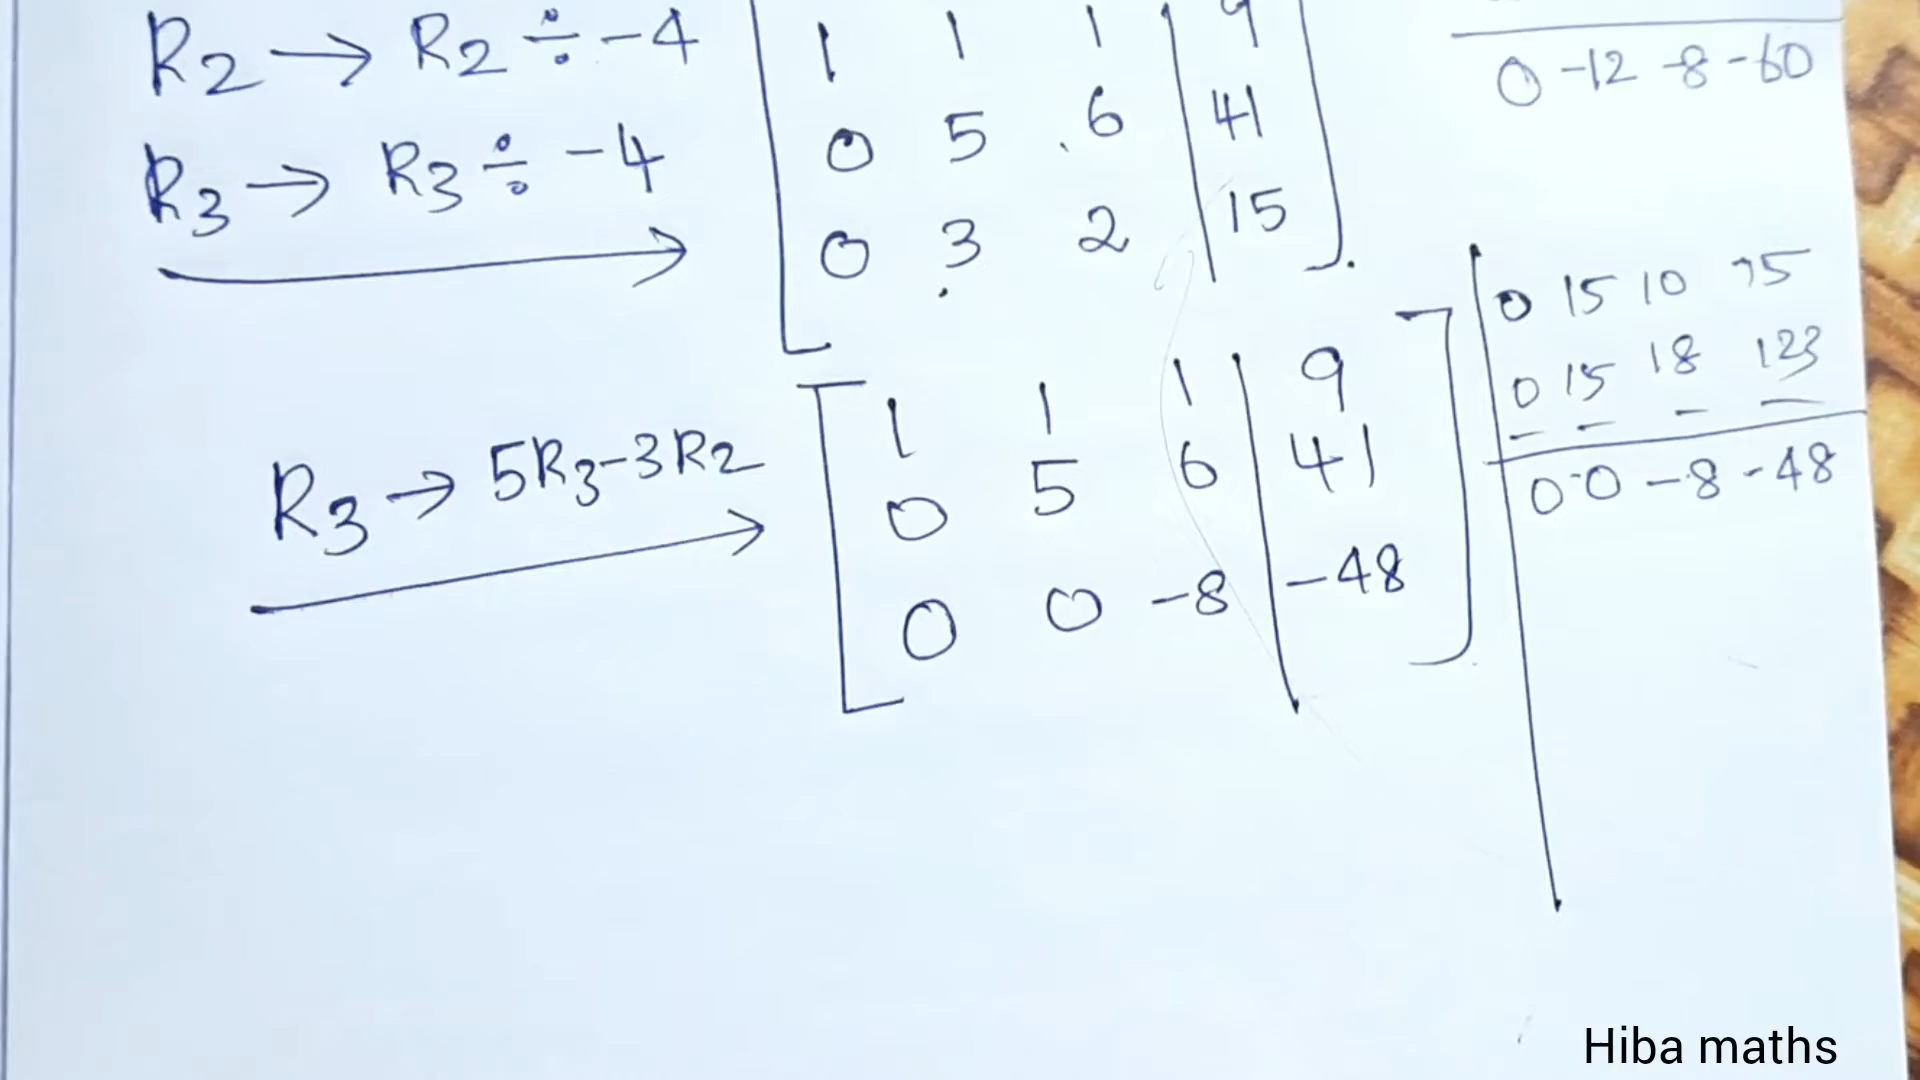 R2 → R2 ÷ -4
R3 → R3 ÷ -4
1 1 1 | 9
0 5 6 | 41
0 3 2 | 15
0 -12 -8 -60
R3 → 5R3-3R2
1 1 1 | 9
0 5 6 | 41
0 0 -8 | -48
0 15 10 75
0 15 18 123
- - - -
0 0 -8 -48
Hiba maths